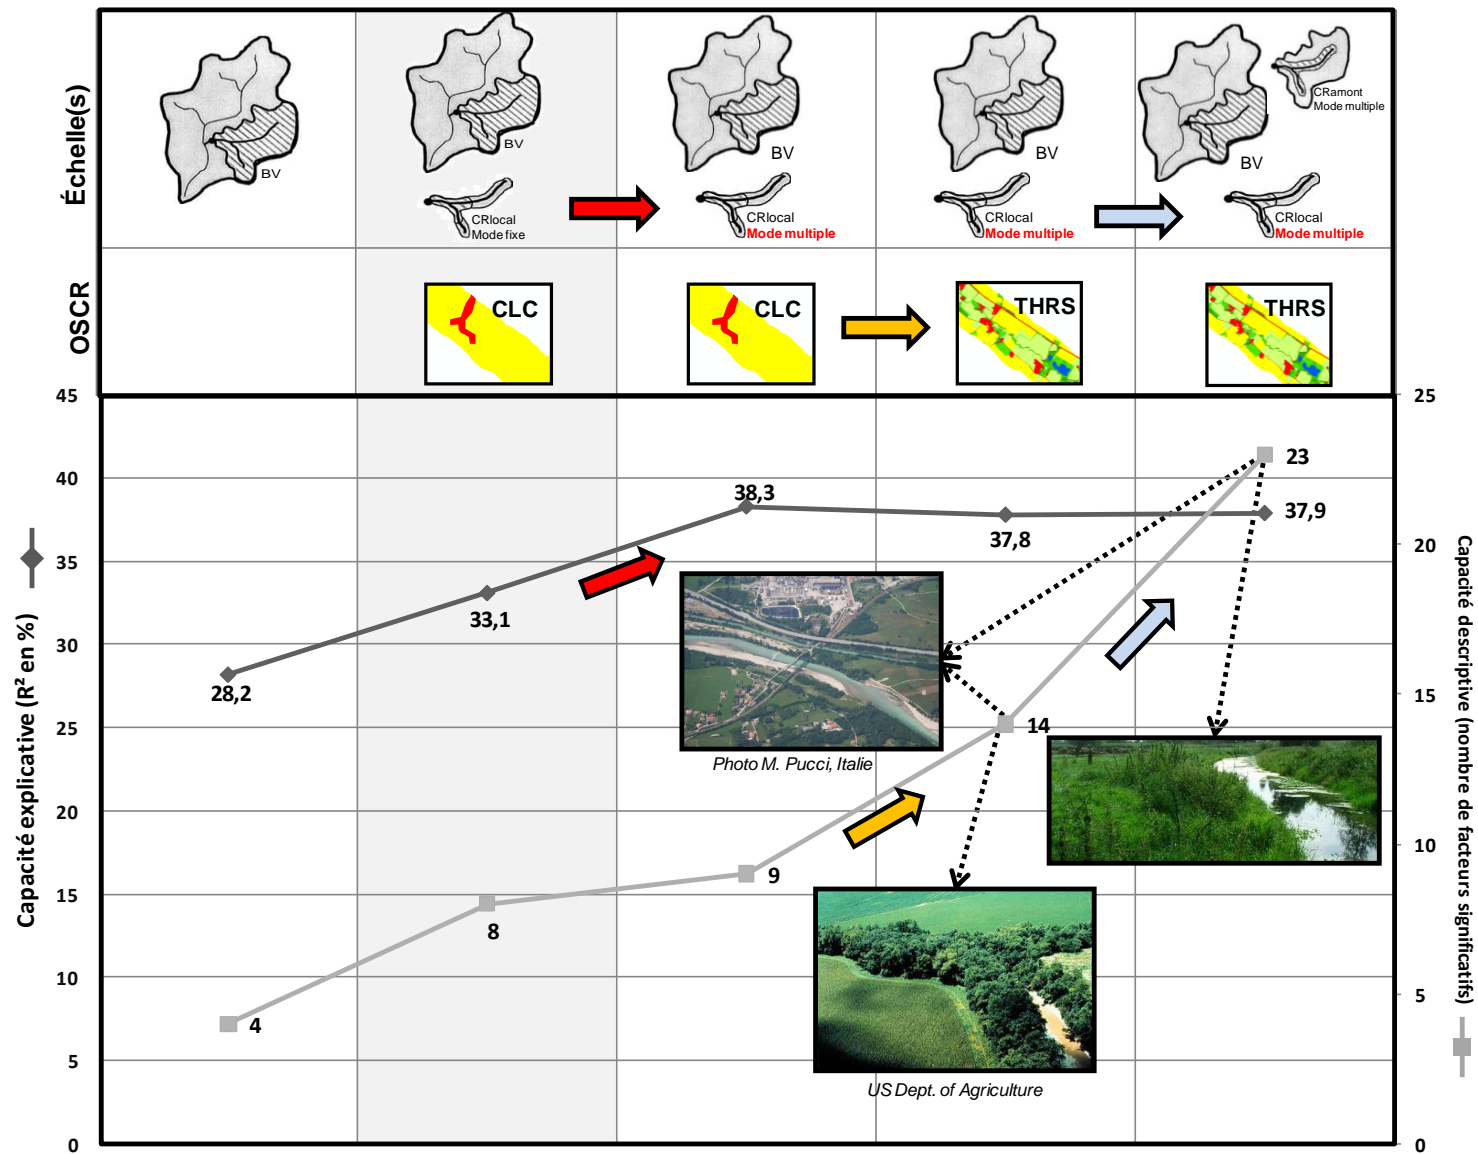 Échelle(s)
BV
BV
CRlocal
Mode fixe
BV
CRlocal
Mode multiple
BV
CRlocal
Mode multiple
BV
CRamont
Mode multiple
CRlocal
Mode multiple
OSCR
CLC
CLC
THRS
THRS
45
40
35
30
25
20
15
10
5
0
Capacité explicative (R² en %)
25
20
15
10
5
0
Capacité descriptive (nombre de facteurs significatifs)
28,2
33,1
38,3
37,8
37,9
4
8
9
14
23
Photo M. Pucci, Italie
US Dept. of Agriculture